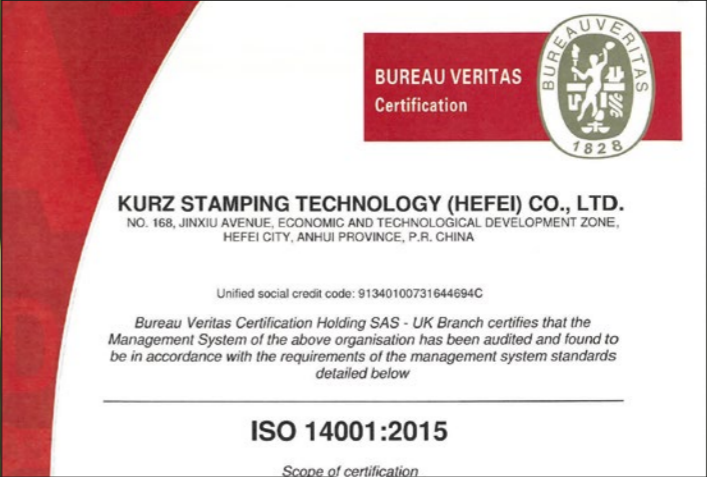 BUREAU VERITAS
Certification
BUREAU VERITAS
1828
KURZ STAMPING TECHNOLOGY (HEFEI) CO., LTD.
NO. 168, JINXIU AVENUE, ECONOMIC AND TECHNOLOGICAL DEVELOPMENT ZONE,
HEFEI CITY, ANHUI PROVINCE, P.R. CHINA
Unified social credit code: 91340100731644694C
Bureau Veritas Certification Holding SAS - UK Branch certifies that the
Management System of the above organisation has been audited and found to
be in accordance with the requirements of the management system standards
detailed below
ISO 14001:2015
Scope of certification